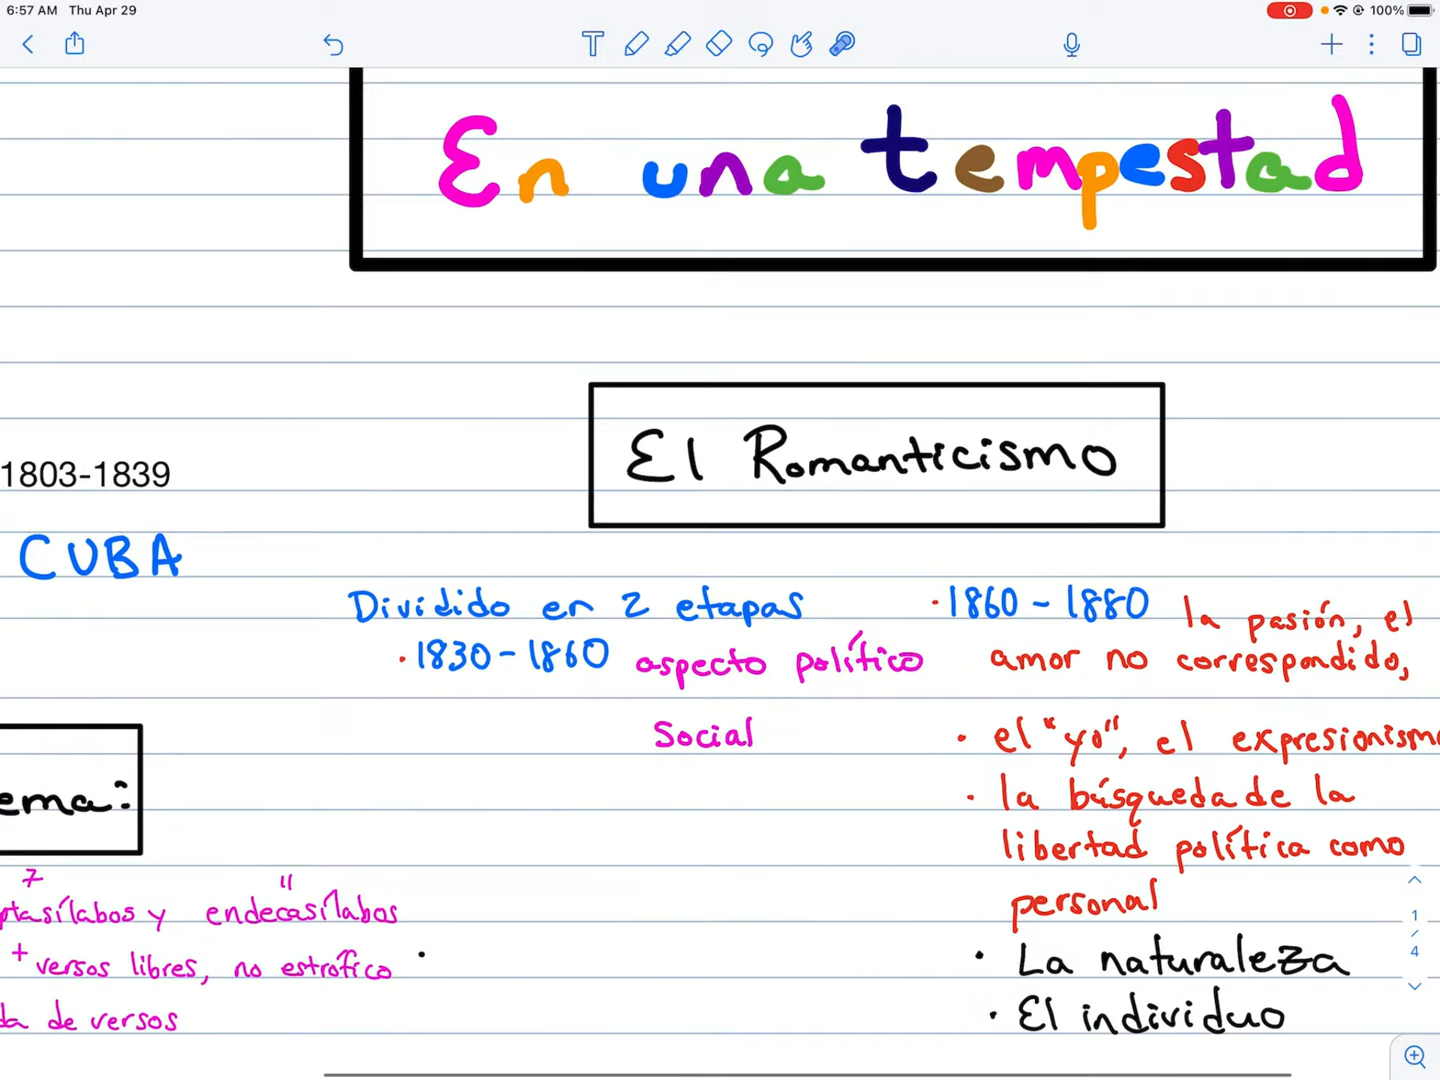 6:57 AM Thu Apr 29
100%
En una tempestad
El Romanticismo
1803-1839
CUBA
Dividido en 2 etapas
· 1830 - 1860 aspecto político
Social
· 1860 - 1880 la pasión, el
amor no correspondido,
· el "yo", el expresionismo
· la búsqueda de la
libertad política como
personal
· La naturaleza
· El individuo
ema:
7 11
ptasílabos y endecasílabos
+ versos libres, no estrófico
da de versos
1
/
4